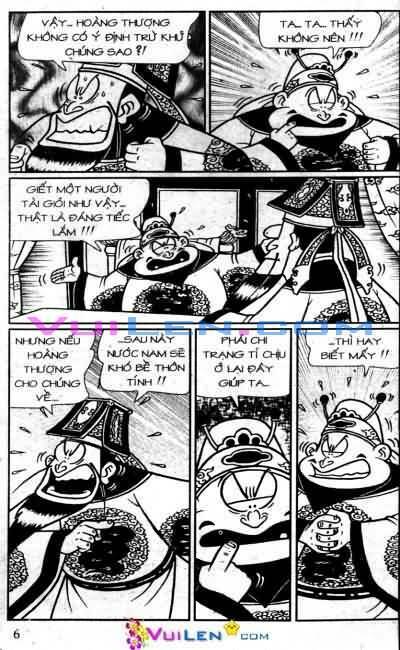 VẬY... HOÀNG THƯỢNG
KHÔNG CÓ Ý ĐỊNH TRỪ KHỬ
CHÚNG SAO ?!
TA... TA... THẤY
KHÔNG NÊN !!!
GIẾT MỘT NGƯỜI
TÀI GIỎI NHƯ VẬY...
THẬT LÀ ĐÁNG TIẾC
LẮM !!!
VUILEN.COM
NHƯNG NẾU
HOÀNG
THƯỢNG
CHO CHÚNG
VỀ...
...SAU NÀY
NƯỚC NAM SẼ
KHÓ BỀ THÔN
TÍNH !!
PHẢI CHI
TRẠNG TÍ CHỊU
Ở LẠI ĐÂY
GIÚP TA...
...THÌ HAY
BIẾT MẤY !!
6
VUILEN.COM